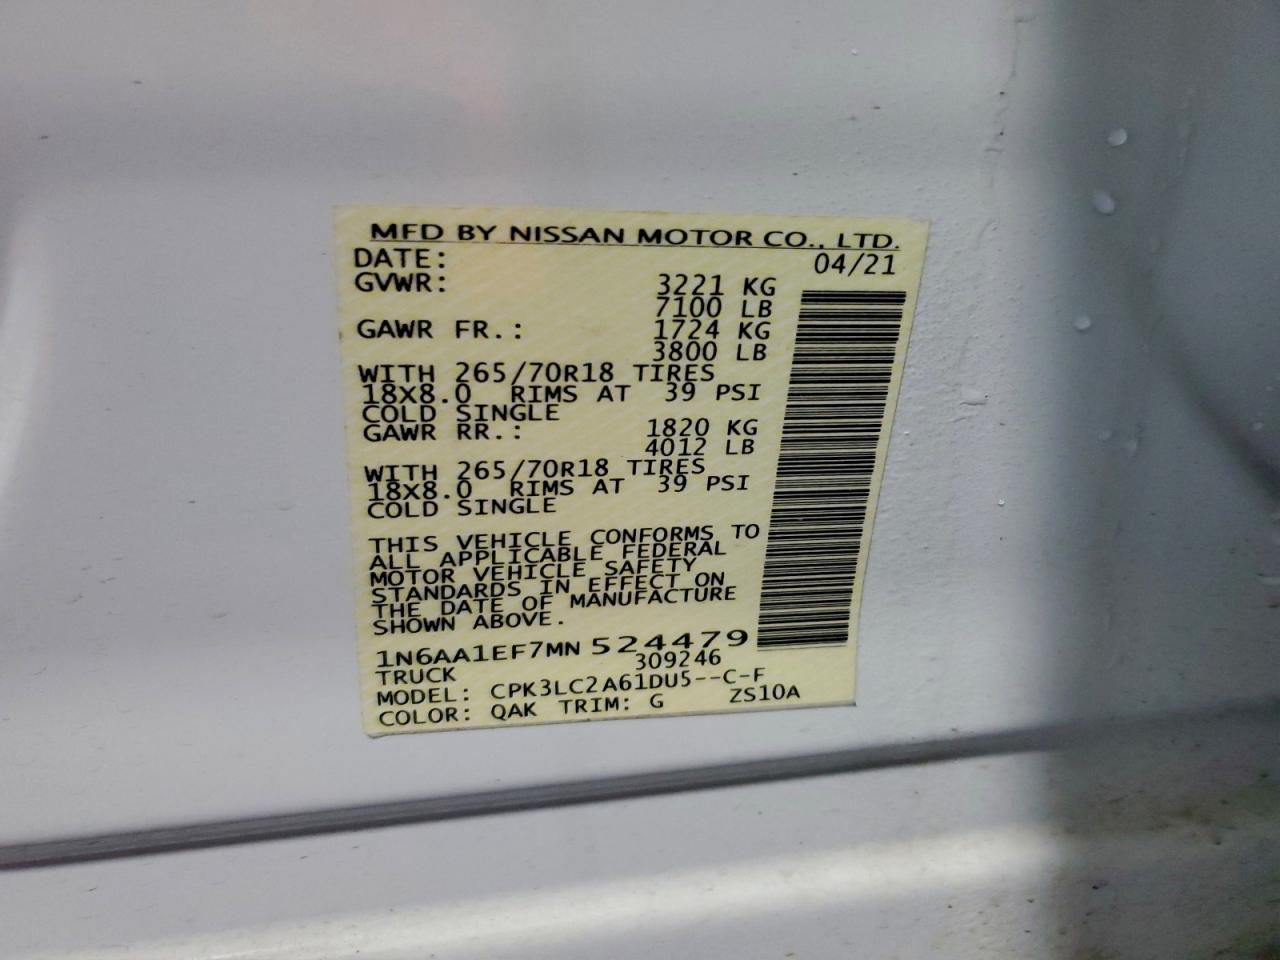 MFD BY NISSAN MOTOR CO., LTD.
DATE: 04/21
GVWR: 3221 KG
7100 LB
GAWR FR.: 1724 KG
3800 LB
WITH 265/70R18 TIRES
18X8.0 RIMS AT 39 PSI
COLD SINGLE
GAWR RR.: 1820 KG
4012 LB
WITH 265/70R18 TIRES
18X8.0 RIMS AT 39 PSI
COLD SINGLE
THIS VEHICLE CONFORMS TO
ALL APPLICABLE FEDERAL
MOTOR VEHICLE SAFETY
STANDARDS IN EFFECT ON
THE DATE OF MANUFACTURE
SHOWN ABOVE.
1N6AA1EF7MN 524479
TRUCK 309246
MODEL: CPK3LC2A61DU5--C-F
COLOR: QAK TRIM: G ZS10A